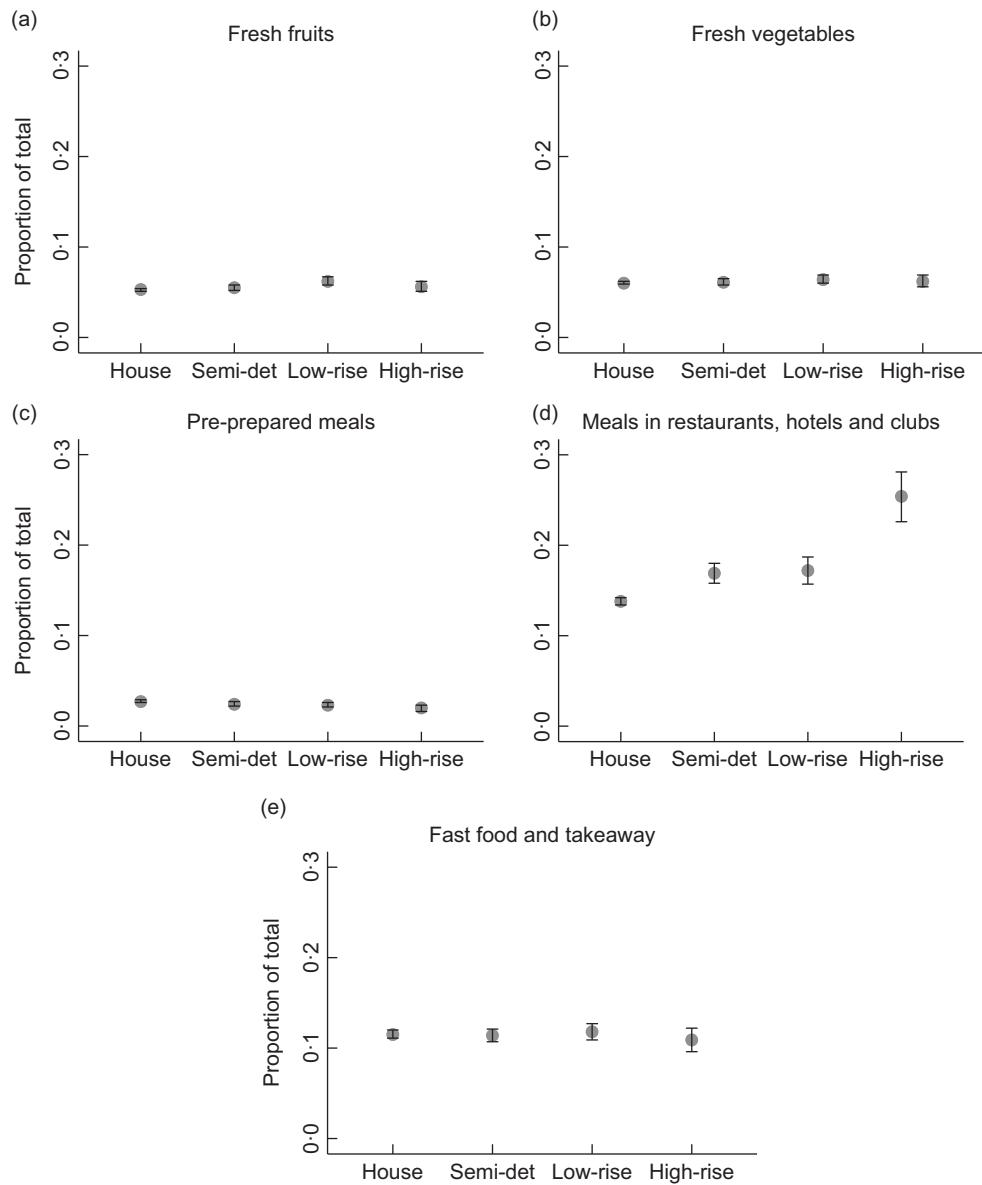 (a)
Fresh fruits
Proportion of total
0·3
0·2
0·1
0·0
House Semi-det Low-rise High-rise
(b)
Fresh vegetables
0·3
0·2
0·1
0·0
House Semi-det Low-rise High-rise
(c)
Pre-prepared meals
Proportion of total
0·3
0·2
0·1
0·0
House Semi-det Low-rise High-rise
(d)
Meals in restaurants, hotels and clubs
0·3
0·2
0·1
0·0
House Semi-det Low-rise High-rise
(e)
Fast food and takeaway
Proportion of total
0·3
0·2
0·1
0·0
House Semi-det Low-rise High-rise